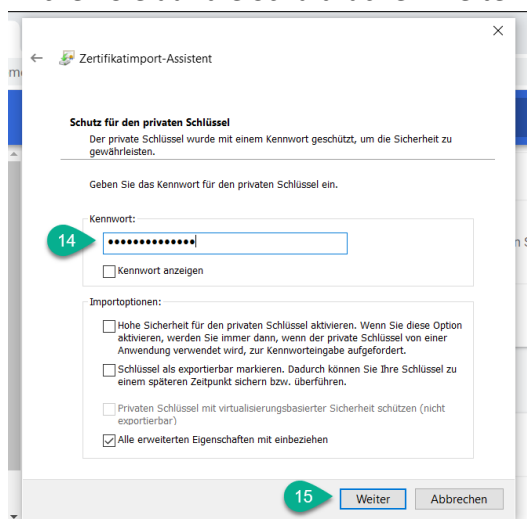 Zertifikatimport-Assistent
Schutz für den privaten Schlüssel
Der private Schlüssel wurde mit einem Kennwort geschützt, um die Sicherheit zu
gewährleisten.
Geben Sie das Kennwort für den privaten Schlüssel ein.
Kennwort:
14
••••••••••••••
Kennwort anzeigen
Importoptionen:
Hohe Sicherheit für den privaten Schlüssel aktivieren. Wenn Sie diese Option
aktivieren, werden Sie immer dann, wenn der private Schlüssel von einer
Anwendung verwendet wird, zur Kennworteingabe aufgefordert.
Schlüssel als exportierbar markieren. Dadurch können Sie Ihre Schlüssel zu
einem späteren Zeitpunkt sichern bzw. überführen.
Privaten Schlüssel mit virtualisierungsbasierter Sicherheit schützen (nicht
exportierbar)
Alle erweiterten Eigenschaften mit einbeziehen
15
Weiter Abbrechen